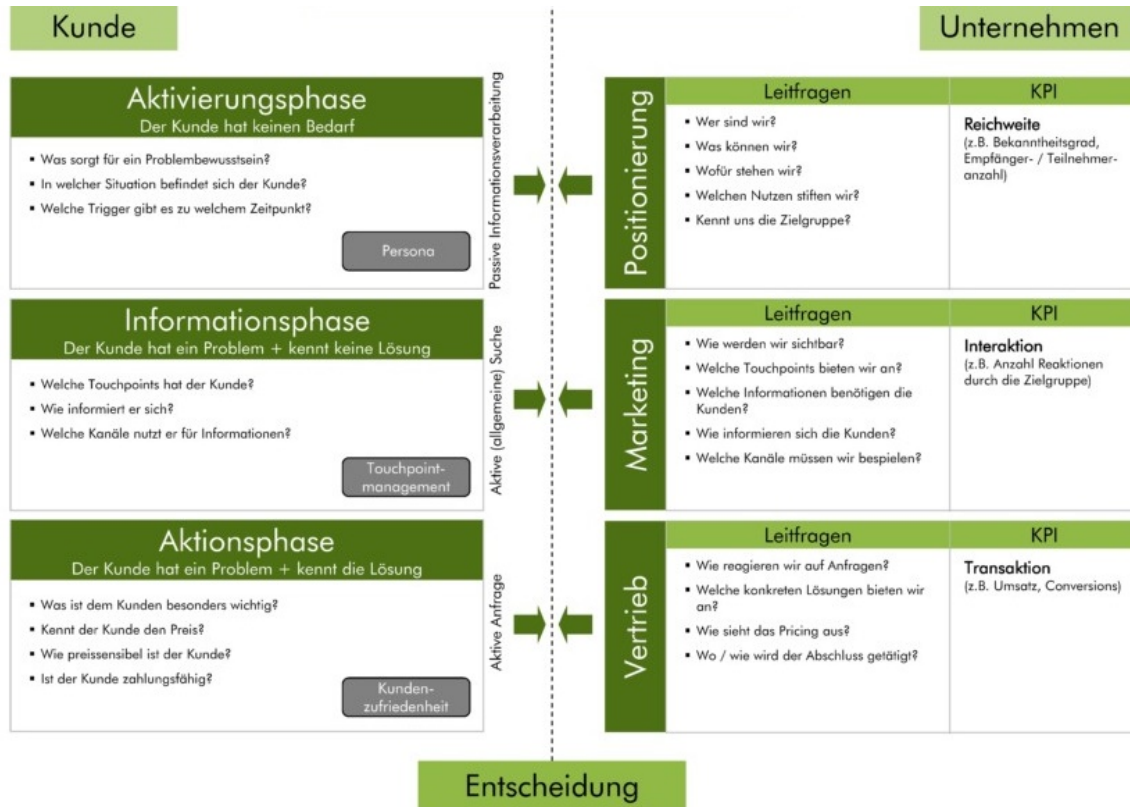 Kunde
Unternehmen
Aktivierungsphase
Der Kunde hat keinen Bedarf
▪ Was sorgt für ein Problembewusstsein?
▪ In welcher Situation befindet sich der Kunde?
▪ Welche Trigger gibt es zu welchem Zeitpunkt?
Persona
Passive Informationsverarbeitung
Positionierung
Leitfragen
▪ Wer sind wir?
▪ Was können wir?
▪ Wofür stehen wir?
▪ Welchen Nutzen stiften wir?
▪ Kennt uns die Zielgruppe?
KPI
Reichweite
(z.B. Bekanntheitsgrad,
Empfänger- / Teilnehmer-
anzahl)
Informationsphase
Der Kunde hat ein Problem + kennt keine Lösung
▪ Welche Touchpoints hat der Kunde?
▪ Wie informiert er sich?
▪ Welche Kanäle nutzt er für Informationen?
Touchpoint-
management
Aktive (allgemeine) Suche
Marketing
Leitfragen
▪ Wie werden wir sichtbar?
▪ Welche Touchpoints bieten wir an?
▪ Welche Informationen benötigen die
Kunden?
▪ Wie informieren sich die Kunden?
▪ Welche Kanäle müssen wir bespielen?
KPI
Interaktion
(z.B. Anzahl Reaktionen
durch die Zielgruppe)
Aktionsphase
Der Kunde hat ein Problem + kennt die Lösung
▪ Was ist dem Kunden besonders wichtig?
▪ Kennt der Kunde den Preis?
▪ Wie preissensibel ist der Kunde?
▪ Ist der Kunde zahlungsfähig?
Kunden-
zufriedenheit
Aktive Anfrage
Vertrieb
Leitfragen
▪ Wie reagieren wir auf Anfragen?
▪ Welche konkreten Lösungen bieten wir
an?
▪ Wie sieht das Pricing aus?
▪ Wo / wie wird der Abschluss getätigt?
KPI
Transaktion
(z.B. Umsatz, Conversions)
Entscheidung